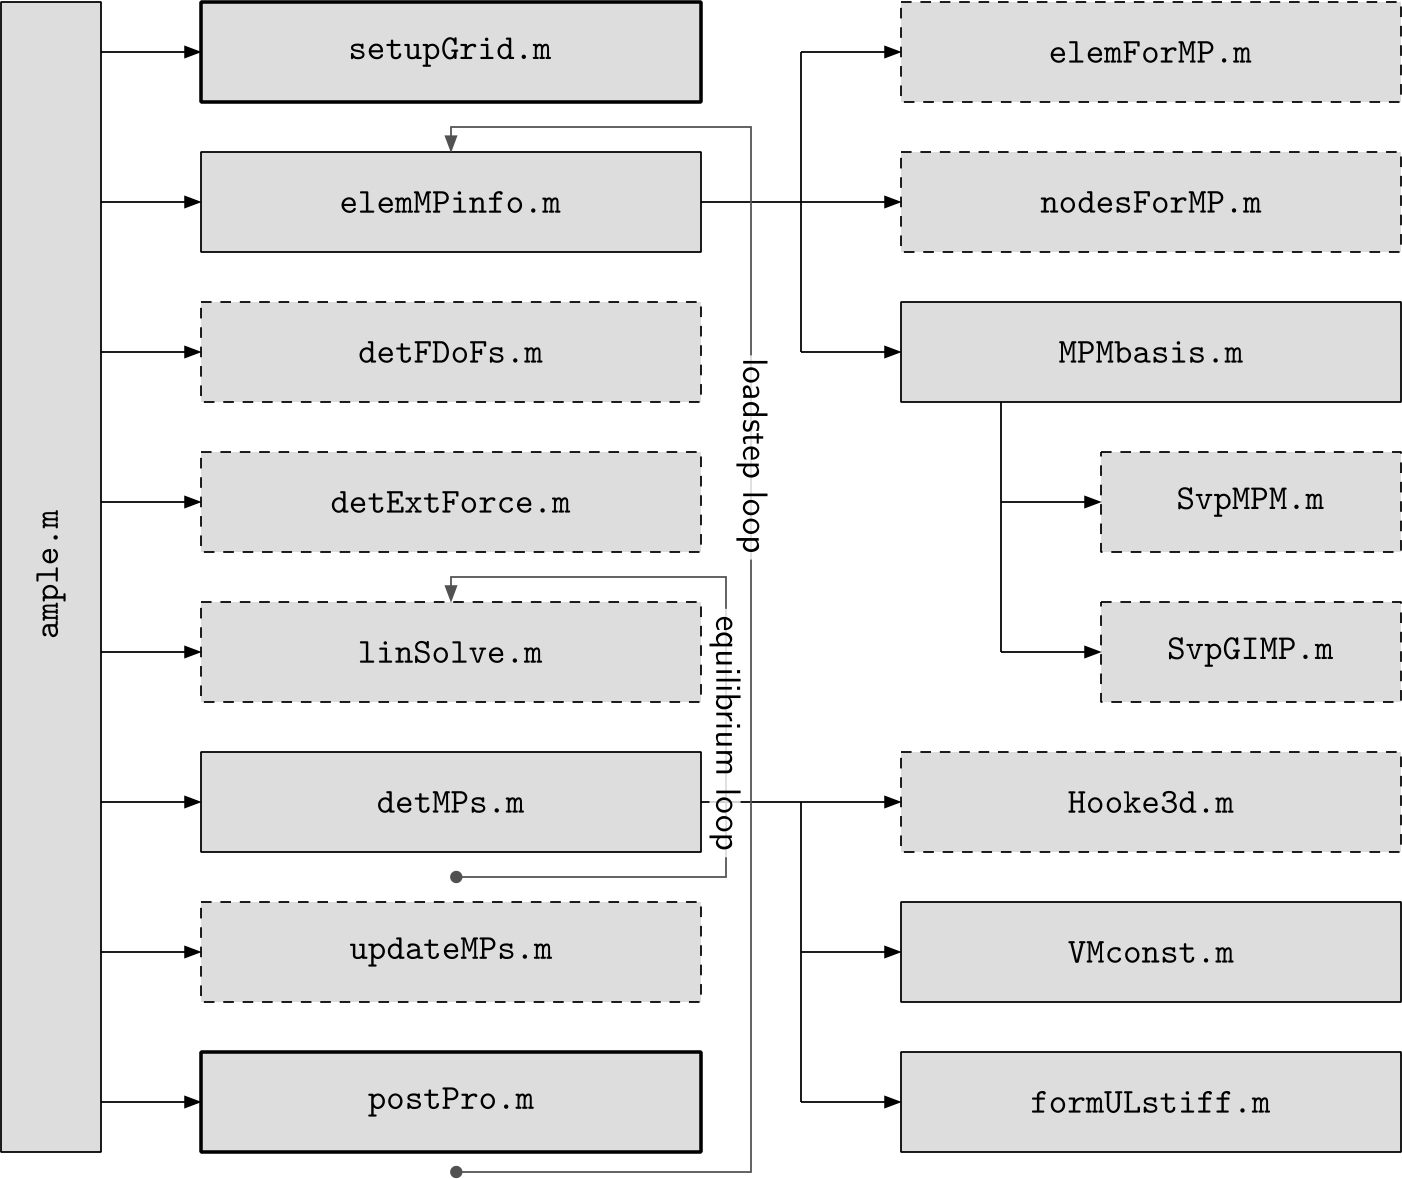 ample.m
setupGrid.m
elemMPinfo.m
detFDoFs.m
detExtForce.m
linSolve.m
detMPs.m
updateMPs.m
postPro.m
loadstep loop
equilibrium loop
elemForMP.m
nodesForMP.m
MPMbasis.m
SvpMPM.m
SvpGIMP.m
Hooke3d.m
VMconst.m
formULstiff.m